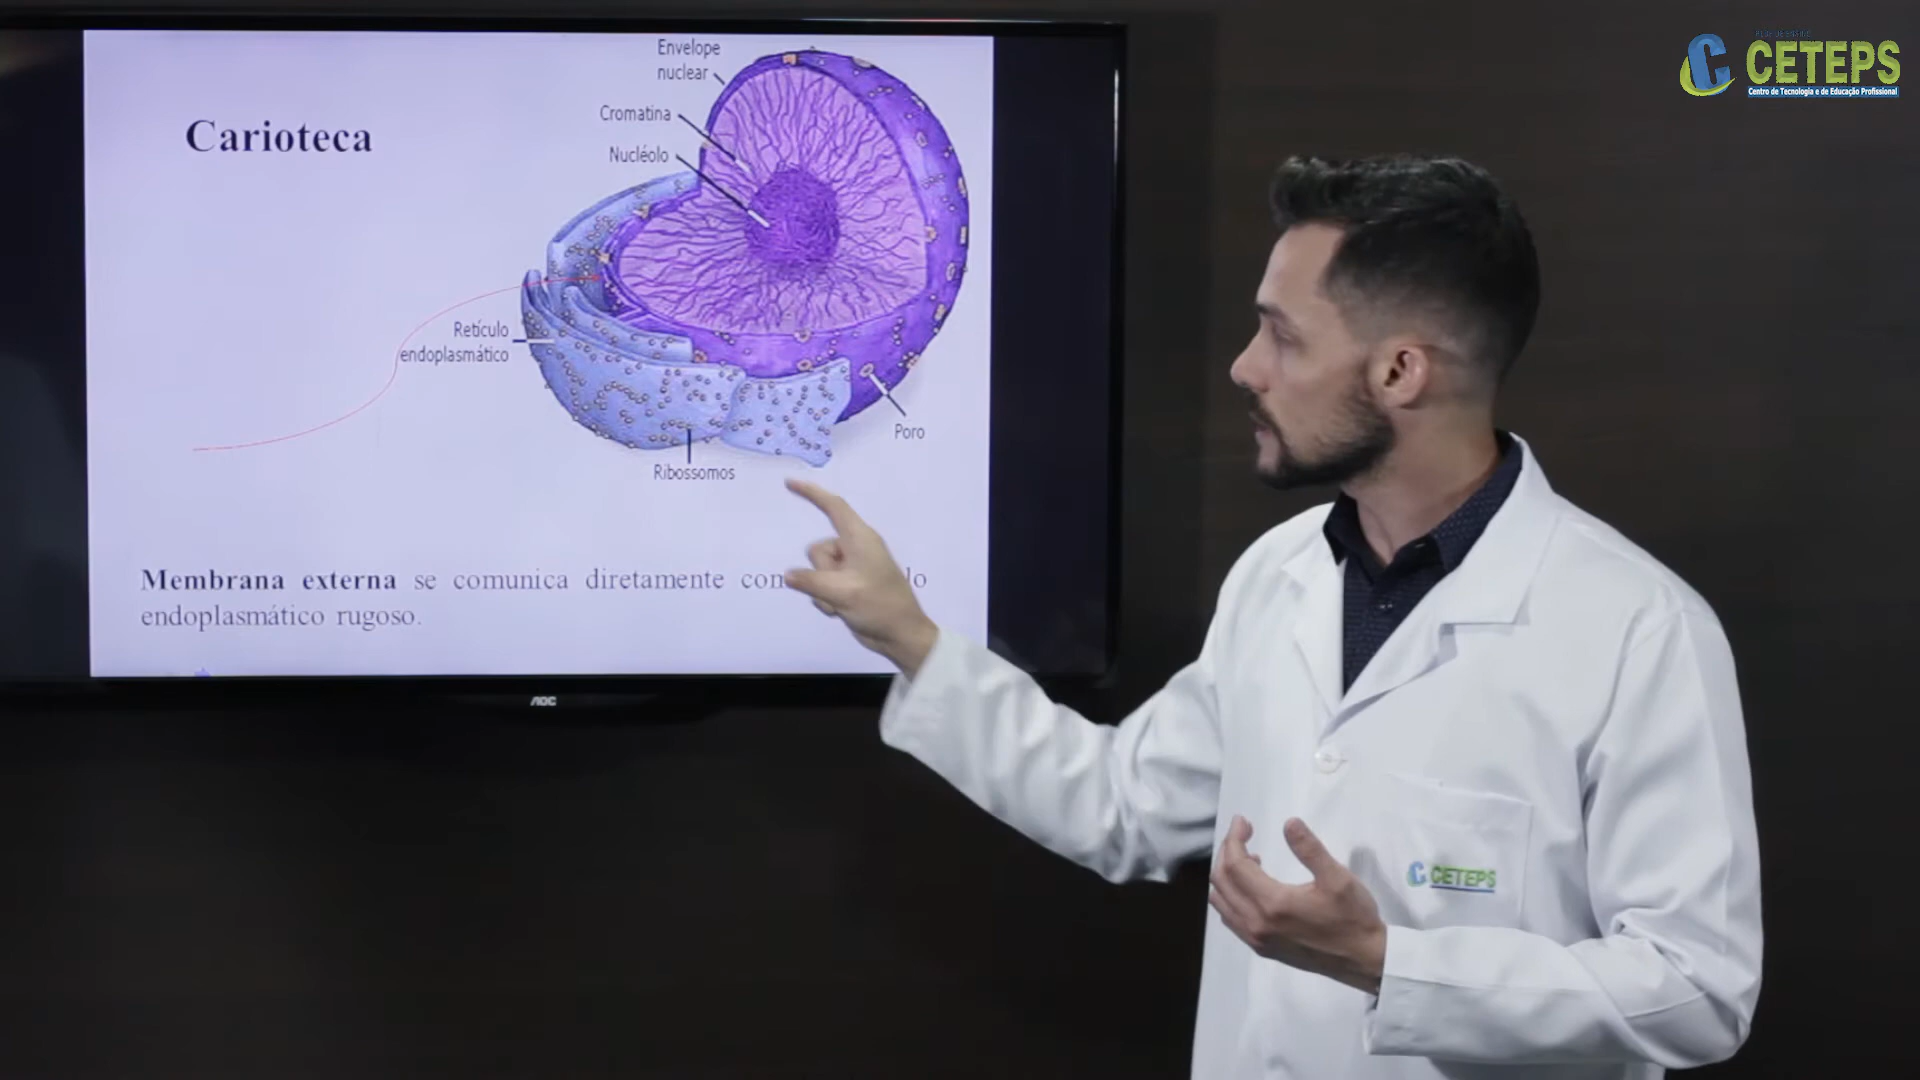 CETEPS
Centro de Tecnologia e de Educação Profissional
Carioteca
Envelope
nuclear
Cromatina
Nucléolo
Retículo
endoplasmático
Poro
Ribossomos
Membrana externa se comunica diretamente com
endoplasmático rugoso.
AOC
CETEPS